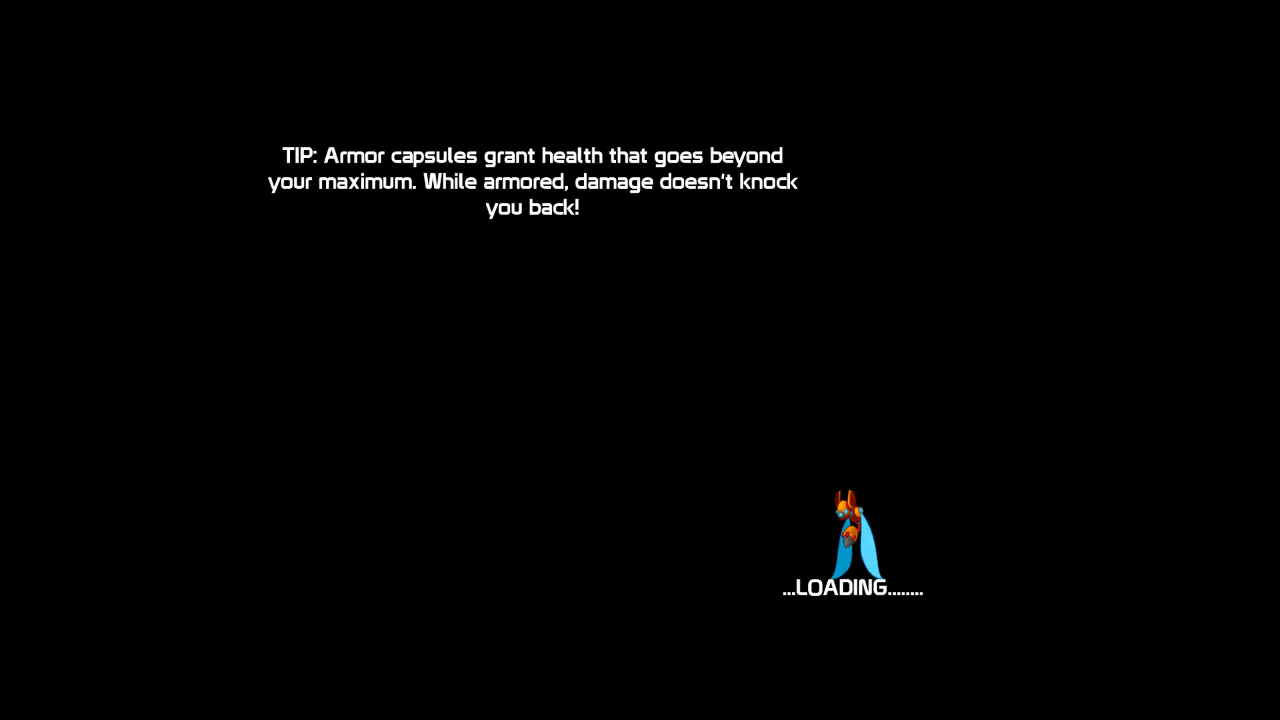 TIP: Armor capsules grant health that goes beyond
your maximum. While armored, damage doesn't knock
you back!
...LOADING........